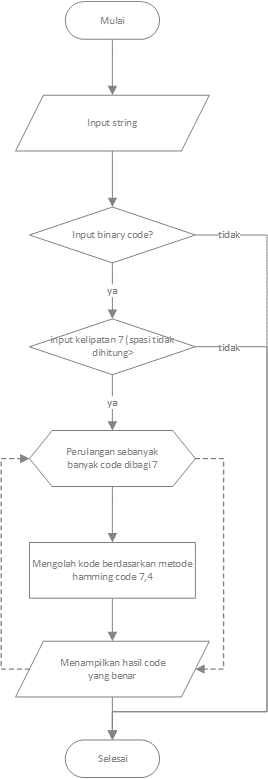 Mulai
Input string
Input binary code?
tidak
ya
input kelipatan 7 (spasi tidak
dihitung>
tidak
ya
Perulangan sebanyak
banyak code dibagi 7
Mengolah kode berdasarkan metode
hamming code 7,4
Menampilkan hasil code
yang benar
Selesai